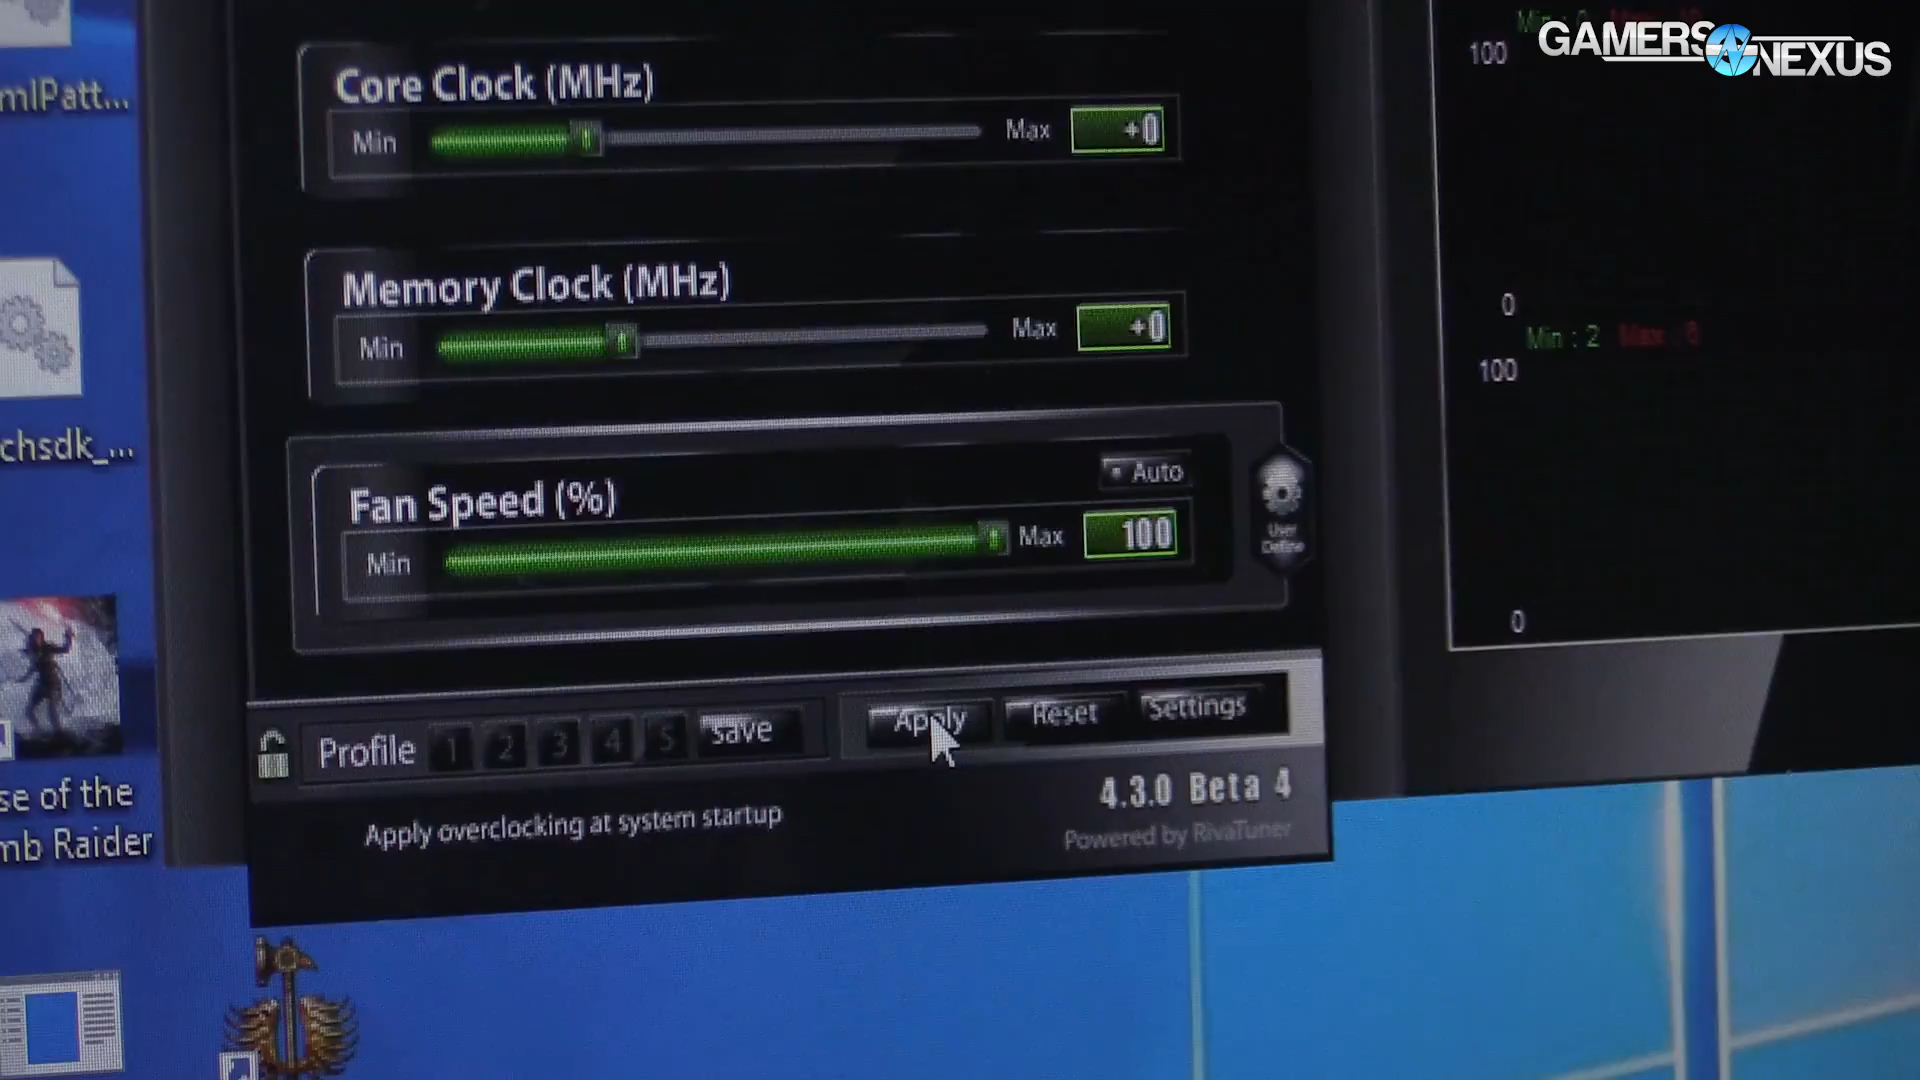 GAMERS NEXUS
mlPatt...
Core Clock (MHz)
Min
Max
+0
100
Memory Clock (MHz)
Min
Max
+0
0
Min : 2
100
chsdk_...
Fan Speed (%)
Auto
Min
Max
100
User
Define
0
Profile 1 2 3 4 5 Save
Apply Reset Settings
se of the
mb Raider
4.3.0 Beta 4
Apply overclocking at system startup
Powered by RivaTuner